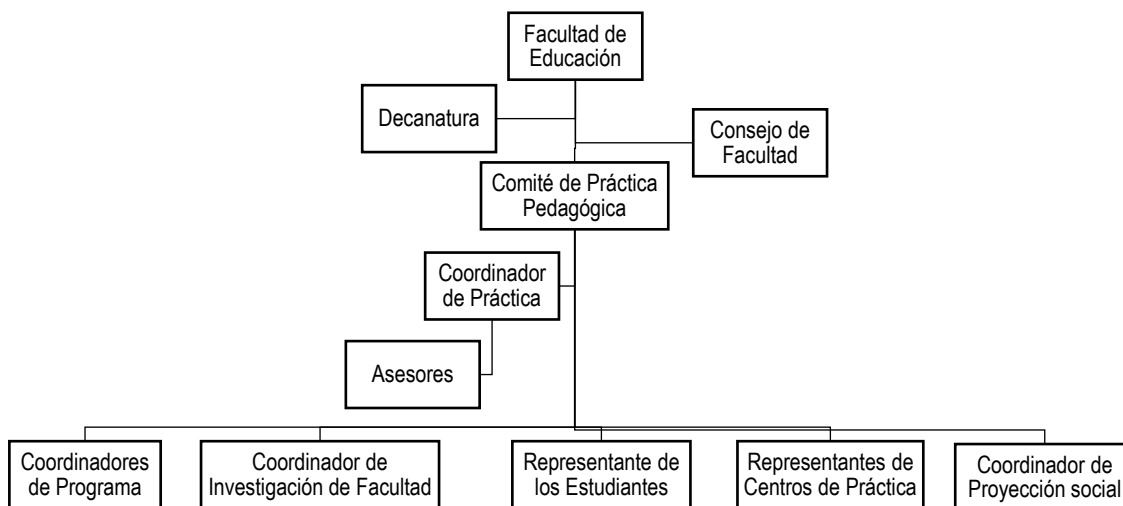 Facultad de
Educación
Decanatura
Consejo de
Facultad
Comité de Práctica
Pedagógica
Coordinador
de Práctica
Asesores
Coordinadores
de Programa
Coordinador de
Investigación de Facultad
Representante de
los Estudiantes
Representantes de
Centros de Práctica
Coordinador de
Proyección social